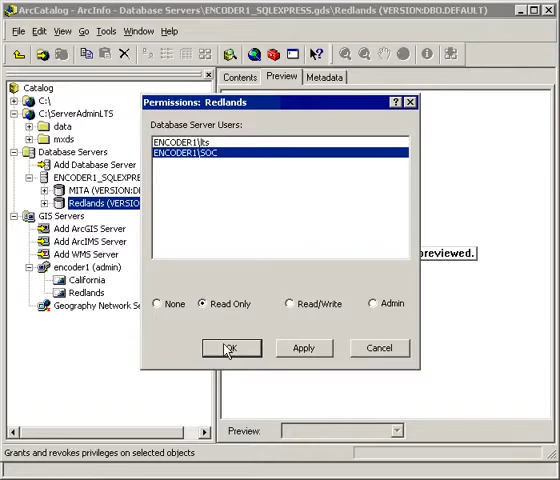 ArcCatalog - ArcInfo - Database Servers\ENCODER1_SQLEXPRESS.gds\Redlands (VERSION:DBO.DEFAULT)
File Edit View Go Tools Window Help
Contents Preview Metadata
Catalog
C:\
C:\ServerAdminLTS
data
mxds
Database Servers
Add Database Server
ENCODER1_SQLEXPRE
MITA (VERSION:D
Redlands (VERSIO
GIS Servers
Add ArcGIS Server
Add ArcIMS Server
Add WMS Server
encoder1 (admin)
California
Redlands
Geography Network Se
Permissions: Redlands
Database Server Users:
ENCODER1\lts
ENCODER1\SOC
None Read Only Read/Write Admin
OK Apply Cancel
previewed.
Preview:
Grants and revokes privileges on selected objects